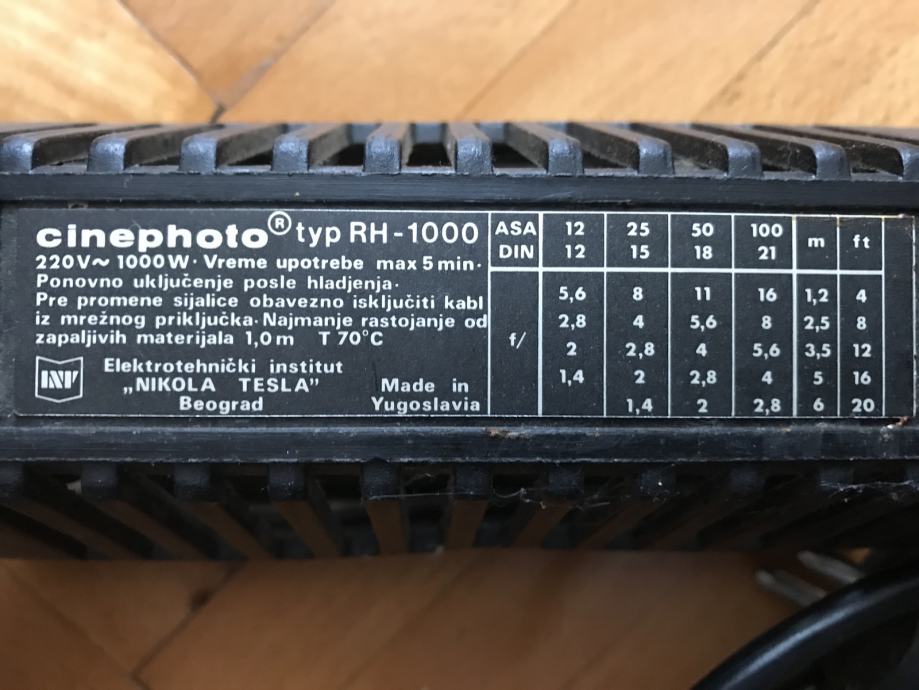 cinephoto® typ RH-1000
220V~ 1000W· Vreme upotrebe max 5 min·
Ponovno uključenje posle hladjenja·
Pre promene sijalice obavezno isključiti kabl
iz mrežnog priključka· Najmanje rastojanje od
zapaljivih materijala 1,0 m T 70°C
Elektrotehnički institut
„NIKOLA TESLA”
Beograd
Made in
Yugoslavia
ASA 12 25 50 100 m ft
DIN 12 15 18 21
f/
5,6 8 11 16 1,2 4
2,8 4 5,6 8 2,5 8
2 2,8 4 5,6 3,5 12
1,4 2 2,8 4 5 16
1,4 2 2,8 6 20